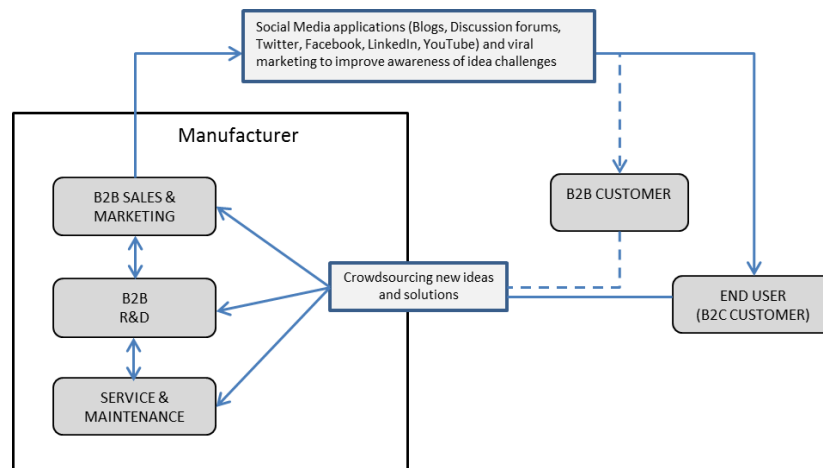 Social Media applications (Blogs, Discussion forums,
Twitter, Facebook, LinkedIn, YouTube) and viral
marketing to improve awareness of idea challenges
Manufacturer
B2B SALES &
MARKETING
B2B CUSTOMER
Crowdsourcing new ideas
and solutions
B2B
R&D
END USER
(B2C CUSTOMER)
SERVICE &
MAINTENANCE